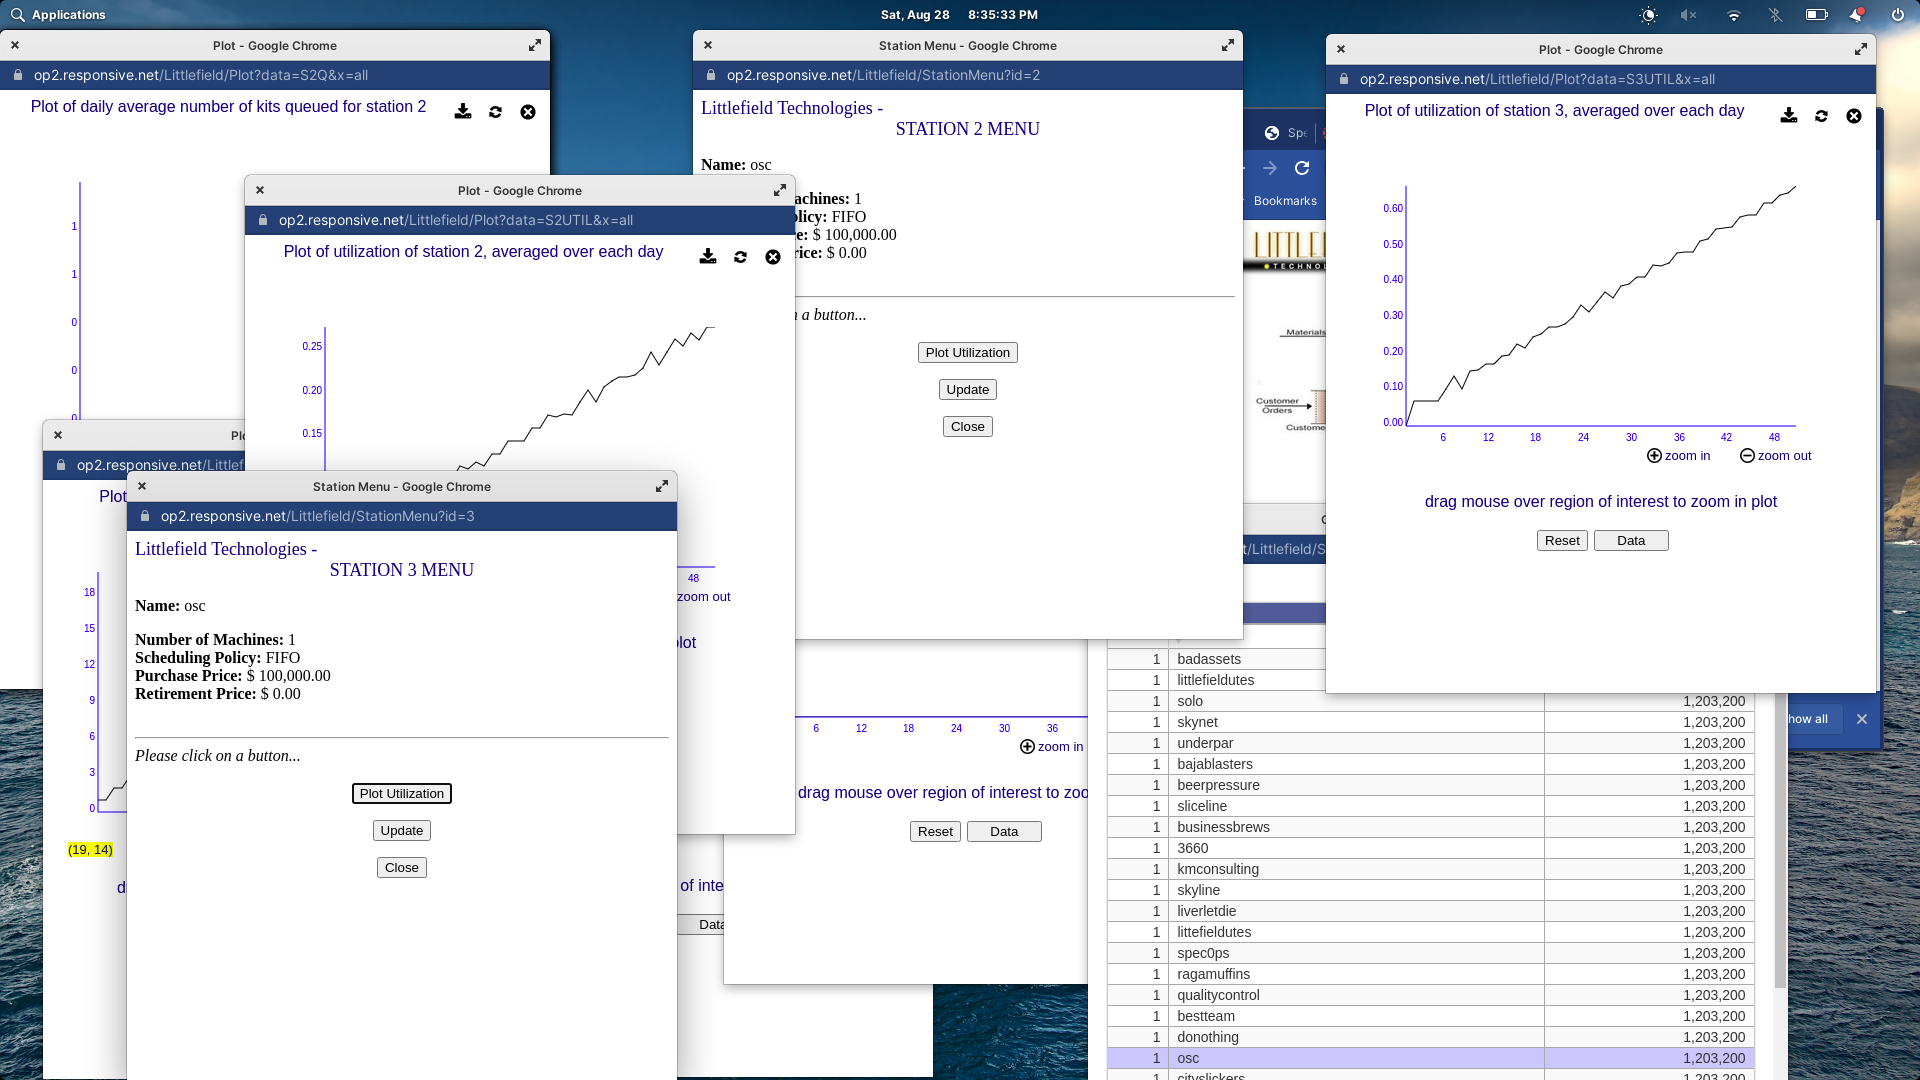 Applications
Sat, Aug 28 8:35:33 PM
Plot - Google Chrome
op2.responsive.net/Littlefield/Plot?data=S2Q&x=all
Plot of daily average number of kits queued for station 2
1
1
0
0
0
Plot - Google Chrome
op2.responsive.net/Littlefield/Plot?data=S2UTIL&x=all
Plot of utilization of station 2, averaged over each day
0.25
0.20
0.15
48
zoom out
op2.responsive.net/Littlef
Plot
18
15
12
9
6
3
0
(19, 14)
Station Menu - Google Chrome
op2.responsive.net/Littlefield/StationMenu?id=3
Littlefield Technologies -
STATION 3 MENU
Name: osc
Number of Machines: 1
Scheduling Policy: FIFO
Purchase Price: $ 100,000.00
Retirement Price: $ 0.00
Please click on a button...
Plot Utilization
Update
Close
of inte
Data
Station Menu - Google Chrome
op2.responsive.net/Littlefield/StationMenu?id=2
Littlefield Technologies -
STATION 2 MENU
Name: osc
achines: 1
olicy: FIFO
e: $ 100,000.00
rice: $ 0.00
a button...
Plot Utilization
Update
Close
6 12 18 24 30 36
zoom in
drag mouse over region of interest to zoo
Reset Data
Bookmarks
LITTLEF
TECHNOL
Materials
Customer
Orders
Custome
t/Littlefield/S
Plot - Google Chrome
op2.responsive.net/Littlefield/Plot?data=S3UTIL&x=all
Plot of utilization of station 3, averaged over each day
0.60
0.50
0.40
0.30
0.20
0.10
0.00
6 12 18 24 30 36 42 48
zoom in zoom out
drag mouse over region of interest to zoom in plot
Reset Data
how all
1 badassets
1 littlefieldutes
1 solo 1,203,200
1 skynet 1,203,200
1 underpar 1,203,200
1 bajablasters 1,203,200
1 beerpressure 1,203,200
1 sliceline 1,203,200
1 businessbrews 1,203,200
1 3660 1,203,200
1 kmconsulting 1,203,200
1 skyline 1,203,200
1 liverletdie 1,203,200
1 littefieldutes 1,203,200
1 spec0ps 1,203,200
1 ragamuffins 1,203,200
1 qualitycontrol 1,203,200
1 bestteam 1,203,200
1 donothing 1,203,200
1 osc 1,203,200
1 cityslickers 1,203,200